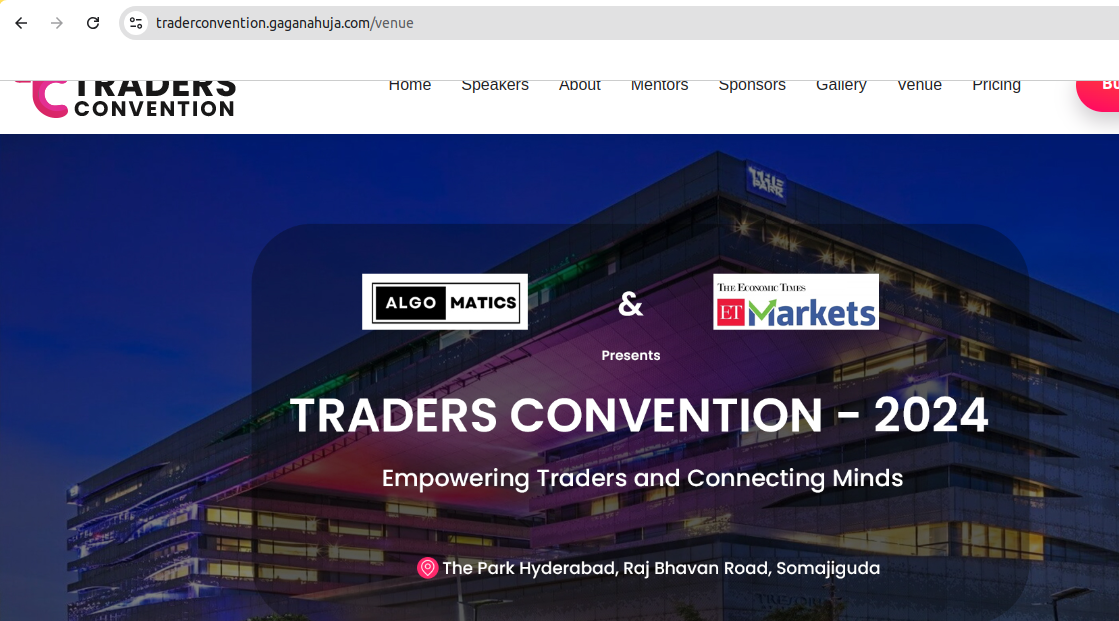 traderconvention.gaganahuja.com/venue
TRADERS
CONVENTION
Home Speakers About Mentors Sponsors Gallery Venue Pricing
THE PARK
ALGO MATICS & THE ECONOMIC TIMES
ET Markets
Presents
TRADERS CONVENTION - 2024
Empowering Traders and Connecting Minds
The Park Hyderabad, Raj Bhavan Road, Somajiguda